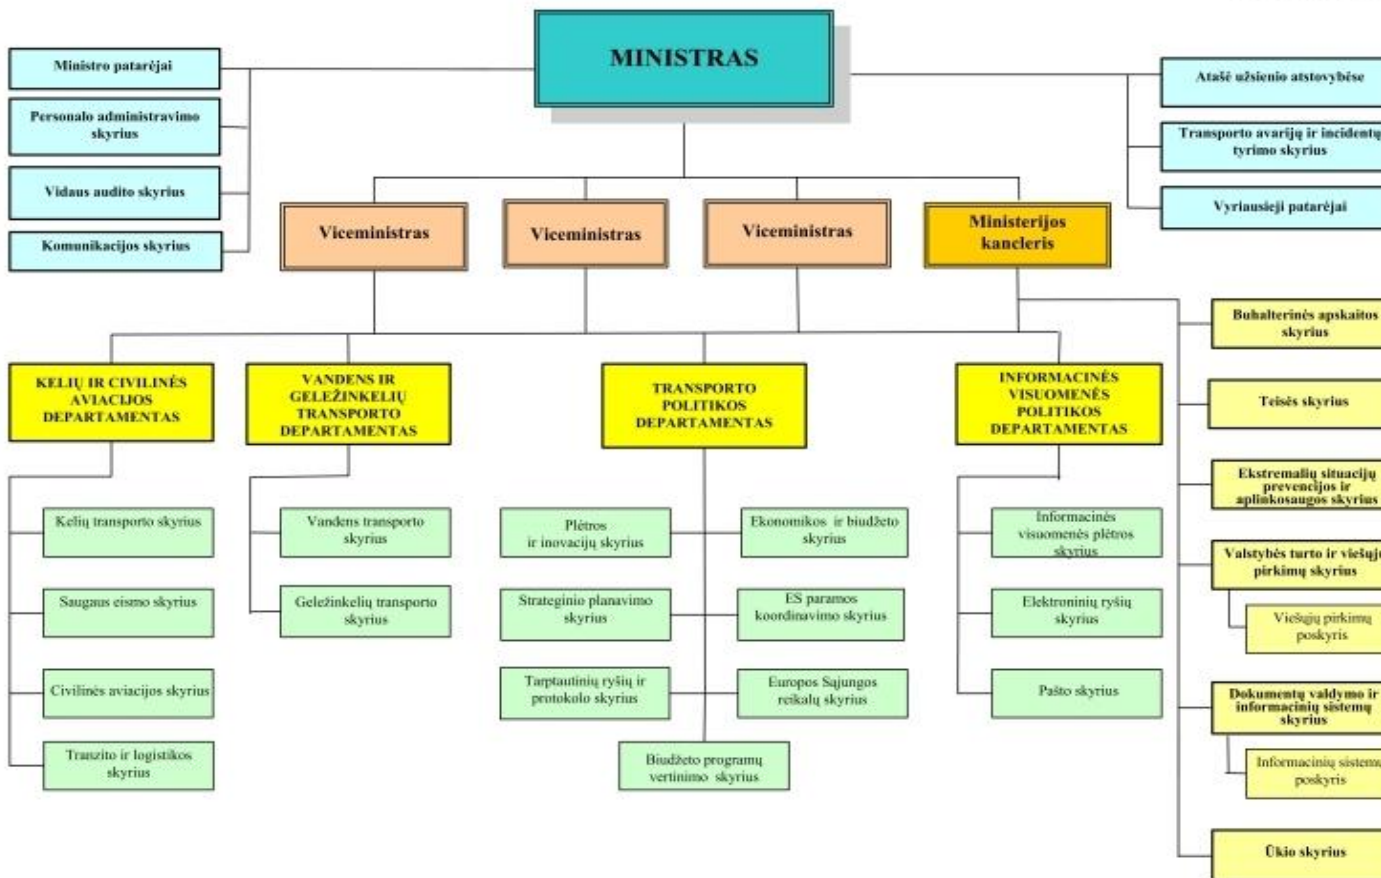 MINISTRAS
Ministro patarėjai
Personalo administravimo
skyrius
Vidaus audito skyrius
Komunikacijos skyrius
Atašė užsienio atstovybėse
Transporto avarijų ir incidentų
tyrimo skyrius
Vyriausieji patarėjai
Viceministras
Viceministras
Viceministras
Ministerijos
kancleris
KELIŲ IR CIVILINĖS
AVIACIJOS
DEPARTAMENTAS
VANDENS IR
GELEŽINKELIŲ
TRANSPORTO
DEPARTAMENTAS
TRANSPORTO
POLITIKOS
DEPARTAMENTAS
INFORMACINĖS
VISUOMENĖS
POLITIKOS
DEPARTAMENTAS
Kelių transporto skyrius
Saugaus eismo skyrius
Civilinės aviacijos skyrius
Tranzito ir logistikos
skyrius
Vandens transporto
skyrius
Geležinkelių transporto
skyrius
Plėtros
ir inovacijų skyrius
Ekonomikos ir biudžeto
skyrius
Strateginio planavimo
skyrius
ES paramos
koordinavimo skyrius
Tarptautinių ryšių ir
protokolo skyrius
Europos Sąjungos
reikalų skyrius
Biudžeto programų
vertinimo skyrius
Informacinės
visuomenės plėtros
skyrius
Elektroninių ryšių
skyrius
Pašto skyrius
Buhalterinės apskaitos
skyrius
Teisės skyrius
Ekstremalių situacijų
prevencijos ir
aplinkosaugos skyrius
Valstybės turto ir viešųjų
pirkimų skyrius
Viešųjų pirkimų
poskyris
Dokumentų valdymo ir
informacinių sistemų
skyrius
Informacinių sistemų
poskyris
Ūkio skyrius